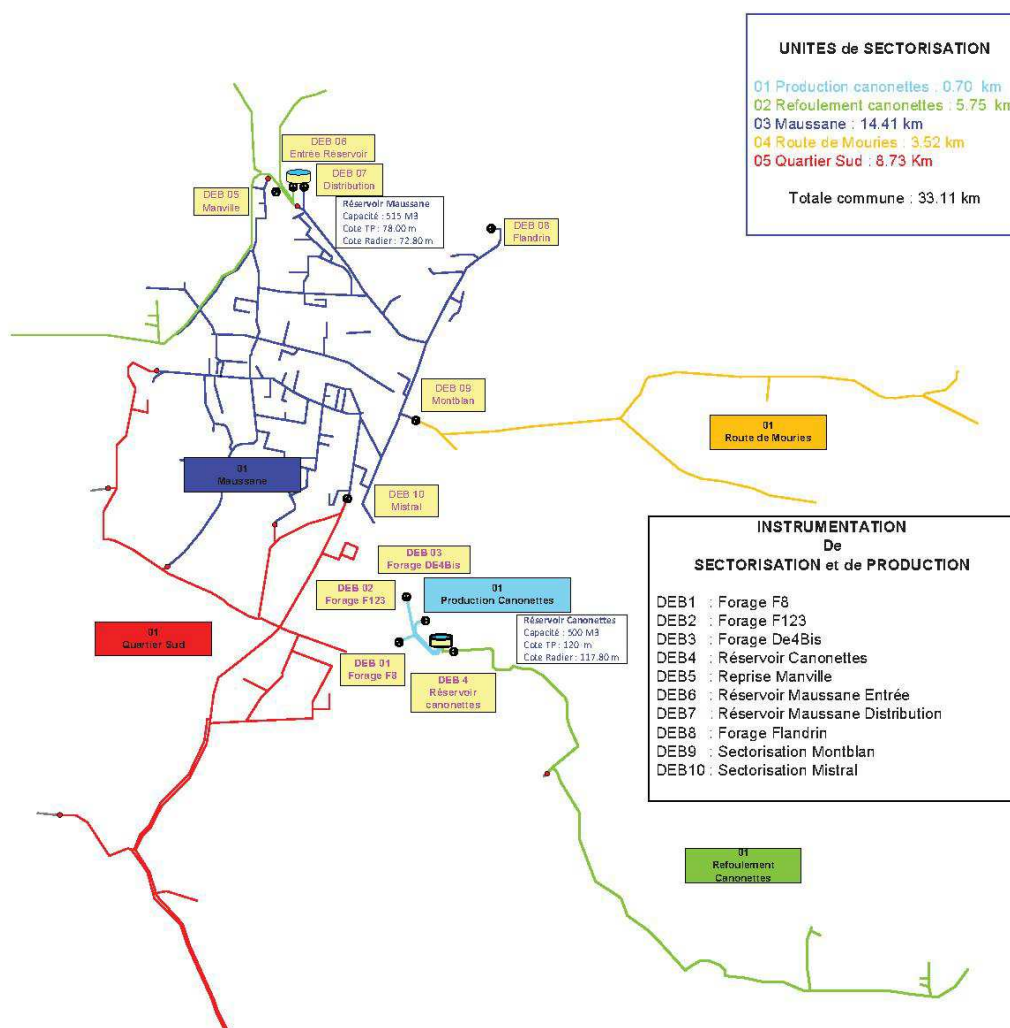 UNITES de SECTORISATION
01 Production canonettes : 0.70 km
02 Refoulement canonettes : 5.75 km
03 Maussane : 14.41 km
04 Route de Mouries : 3.52 km
05 Quartier Sud : 8.73 Km
Totale commune : 33.11 km
DEB 06
Entrée Réservoir
DEB 07
Distribution
DEB 05
Manville
Réservoir Maussane
Capacité : 515 M3
Cote TP : 78.00 m
Cote Radier : 72.80 m
DEB 08
Flandrin
DEB 09
Montblan
01
Route de Mouries
01
Maussane
DEB 10
Mistral
INSTRUMENTATION
De
SECTORISATION et de PRODUCTION
DEB1 : Forage F8
DEB2 : Forage F123
DEB3 : Forage De4Bis
DEB4 : Réservoir Canonettes
DEB5 : Reprise Manville
DEB6 : Réservoir Maussane Entrée
DEB7 : Réservoir Maussane Distribution
DEB8 : Forage Flandrin
DEB9 : Sectorisation Montblan
DEB10 : Sectorisation Mistral
DEB 03
Forage DE4Bis
DEB 02
Forage F123
01
Production Canonettes
Réservoir Canonettes
Capacité : 500 M3
Cote TP : 120 m
Cote Radier : 117.80 m
01
Quartier Sud
DEB 01
Forage F8
DEB 4
Réservoir
canonettes
01
Refoulement
Canonettes